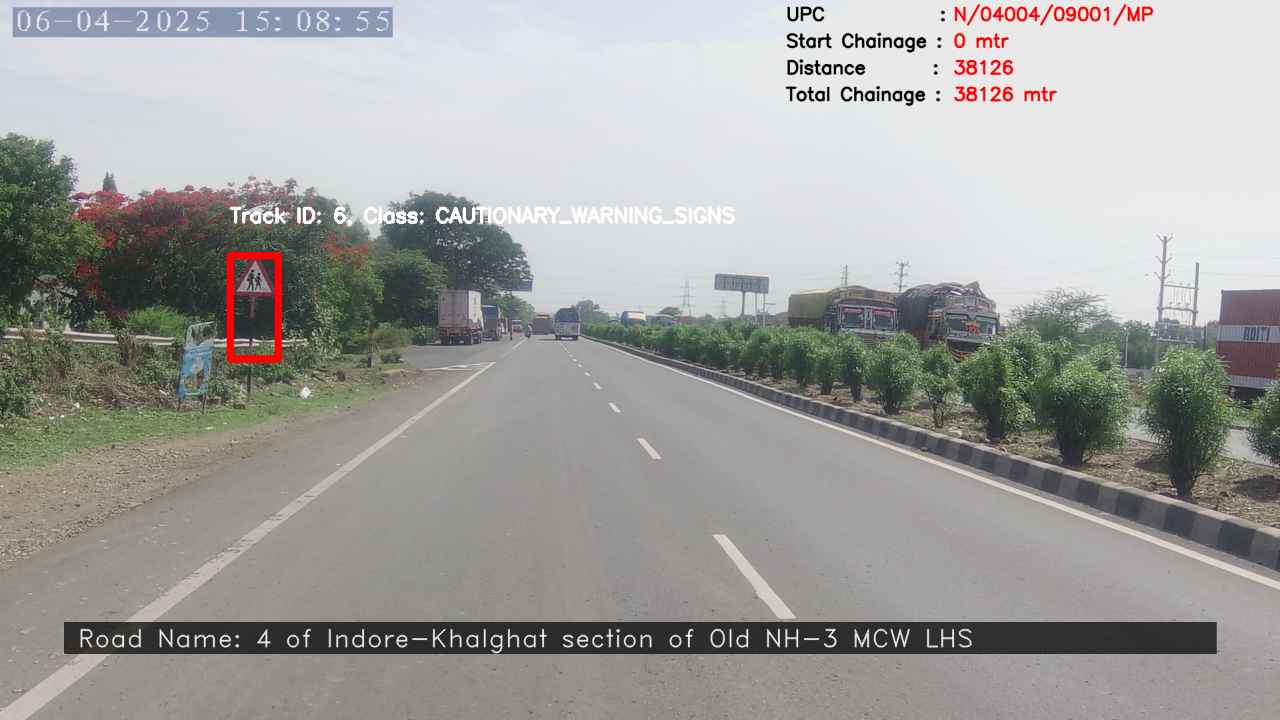 06-04-2025 15:08:55
UPC : N/04004/09001/MP
Start Chainage : 0 mtr
Distance : 38126
Total Chainage : 38126 mtr
Track ID: 6, Class: CAUTIONARY_WARNING_SIGNS
Road Name: 4 of Indore-Khalghat section of Old NH-3 MCW LHS